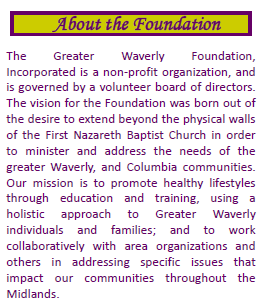 About the Foundation
The Greater Waverly Foundation,
Incorporated is a non-profit organization, and
is governed by a volunteer board of directors.
The vision for the Foundation was born out of
the desire to extend beyond the physical walls
of the First Nazareth Baptist Church in order
to minister and address the needs of the
greater Waverly, and Columbia communities.
Our mission is to promote healthy lifestyles
through education and training, using a
holistic approach to Greater Waverly
individuals and families; and to work
collaboratively with area organizations and
others in addressing specific issues that
impact our communities throughout the
Midlands.